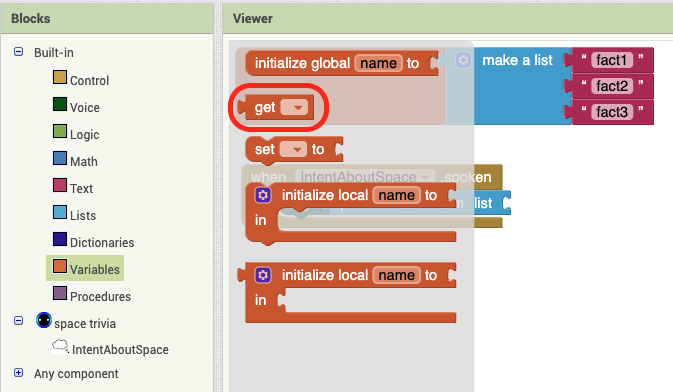 Blocks
Viewer
Built-in
Control
Voice
Logic
Math
Text
Lists
Dictionaries
Variables
Procedures
space trivia
IntentAboutSpace
Any component
initialize global name to
make a list
“ fact1 ”
“ fact2 ”
“ fact3 ”
get
set to
when IntentAboutSpace .spoken
initialize local name to
list
in
initialize local name to
in